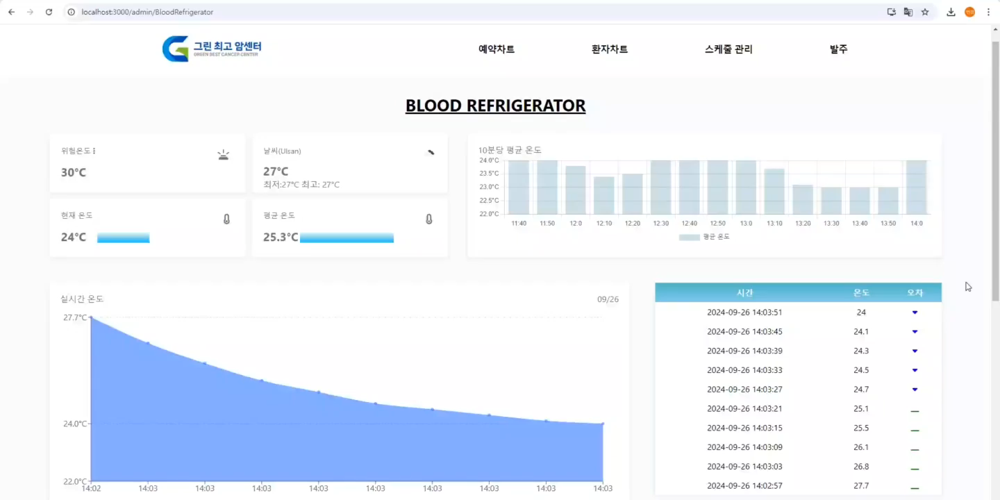 localhost:3000/admin/BloodRefrigerator
그린 최고 암센터
GREEN BEST CANCER CENTER
예약차트 환자차트 스케줄 관리 발주
BLOOD REFRIGERATOR
위험온도
30°C
날씨(Ulsan)
27°C
최저:27°C 최고: 27°C
현재 온도
24°C
평균 온도
25.3°C
10분당 평균 온도
24.0°C
23.5°C
23.0°C
22.5°C
22.0°C
11:40 11:50 12:0 12:10 12:20 12:30 12:40 12:50 13:0 13:10 13:20 13:30 13:40 13:50 14:0
평균 온도
실시간 온도 09/26
27.7°C
24.0°C
22.0°C
14:02 14:03 14:03 14:03 14:03 14:03 14:03 14:03 14:03 14:03
시간 온도 오차
2024-09-26 14:03:51 24
2024-09-26 14:03:45 24.1
2024-09-26 14:03:39 24.3
2024-09-26 14:03:33 24.5
2024-09-26 14:03:27 24.7
2024-09-26 14:03:21 25.1
2024-09-26 14:03:15 25.5
2024-09-26 14:03:09 26.1
2024-09-26 14:03:03 26.8
2024-09-26 14:02:57 27.7